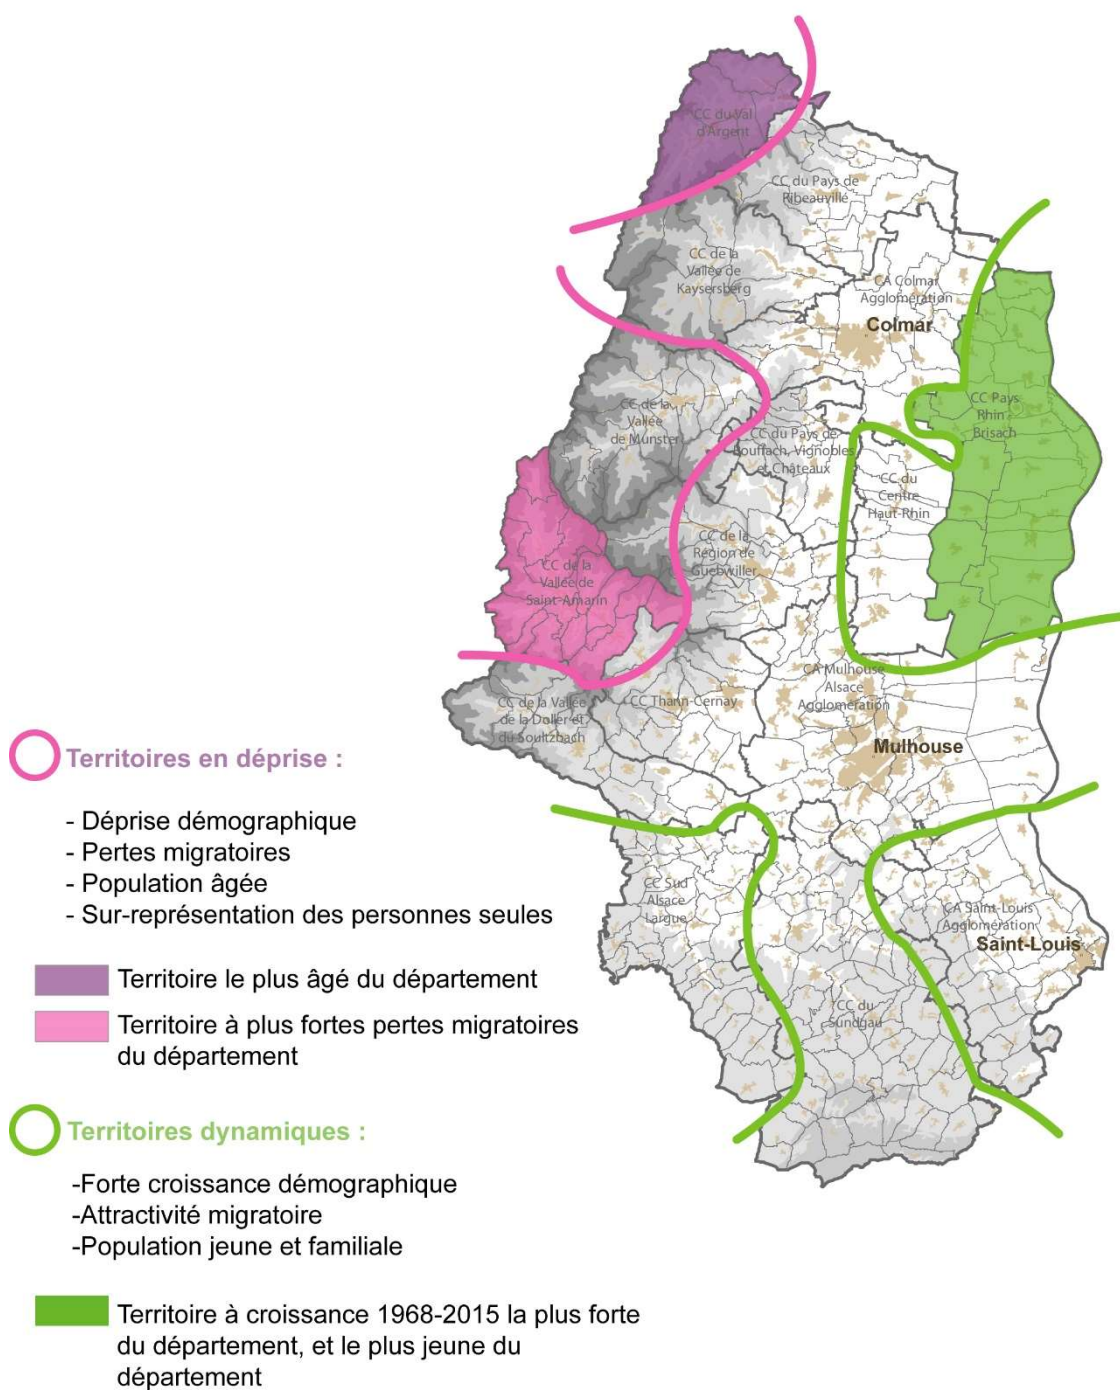 CC du Val
d'Argent
CC du Pays de
Ribeauvillé
CC de la
Vallée de
Kaysersberg
CA Colmar
Agglomération
Colmar
CC Pays
Rhin -
Brisach
CC de la
Vallée
de Munster
CC du Pays de
Rouffach, Vignobles
et Châteaux
CC du
Centre
Haut-Rhin
CC de la
Région de
Guebwiller
CC de la
Vallée de
Saint-Amarin
CA Mulhouse
Alsace
Agglomération
CC de la Vallée
de la Doller et
du Soultzbach
CC Thann-Cernay
Mulhouse
Territoires en déprise :
- Déprise démographique
- Pertes migratoires
- Population âgée
- Sur-représentation des personnes seules
CC Sud
Alsace
Largue
CA Saint-Louis
Agglomération
Saint-Louis
CC du
Sundgau
Territoire le plus âgé du département
Territoire à plus fortes pertes migratoires
du département
Territoires dynamiques :
-Forte croissance démographique
-Attractivité migratoire
-Population jeune et familiale
Territoire à croissance 1968-2015 la plus forte
du département, et le plus jeune du
département